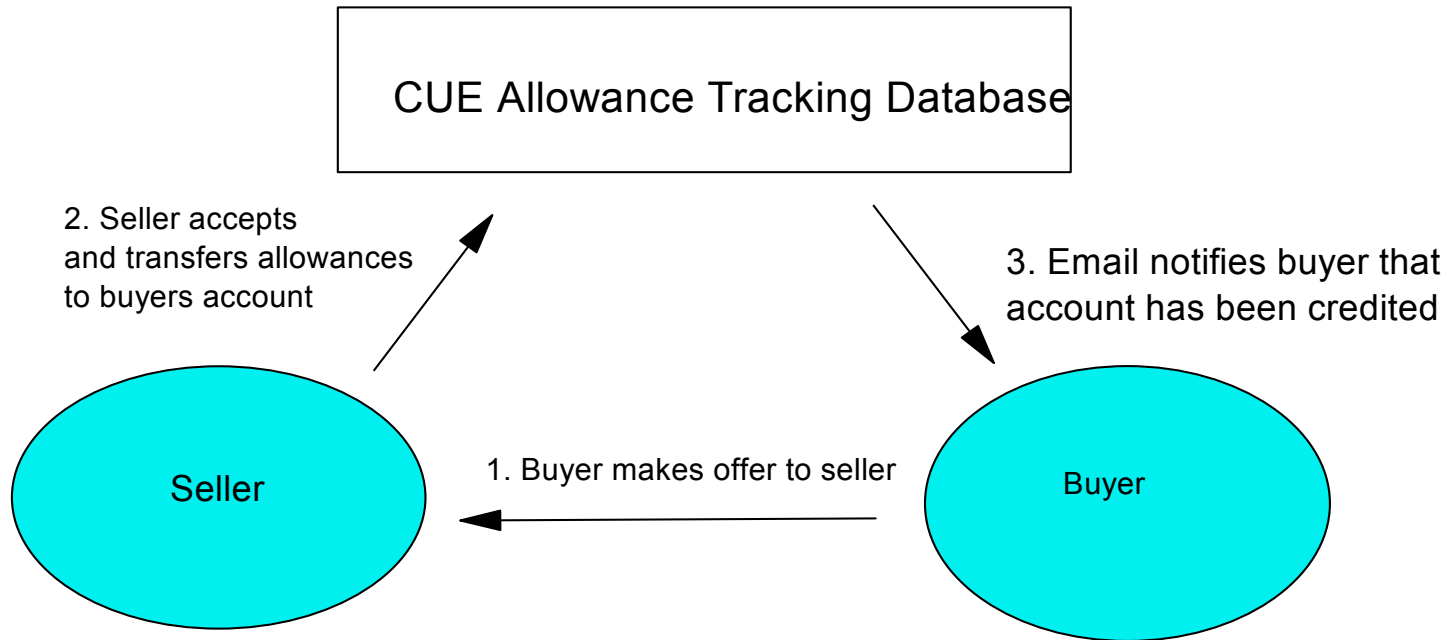 CUE Allowance Tracking Database
2. Seller accepts
and transfers allowances
to buyers account
3. Email notifies buyer that
account has been credited
Seller
1. Buyer makes offer to seller
Buyer